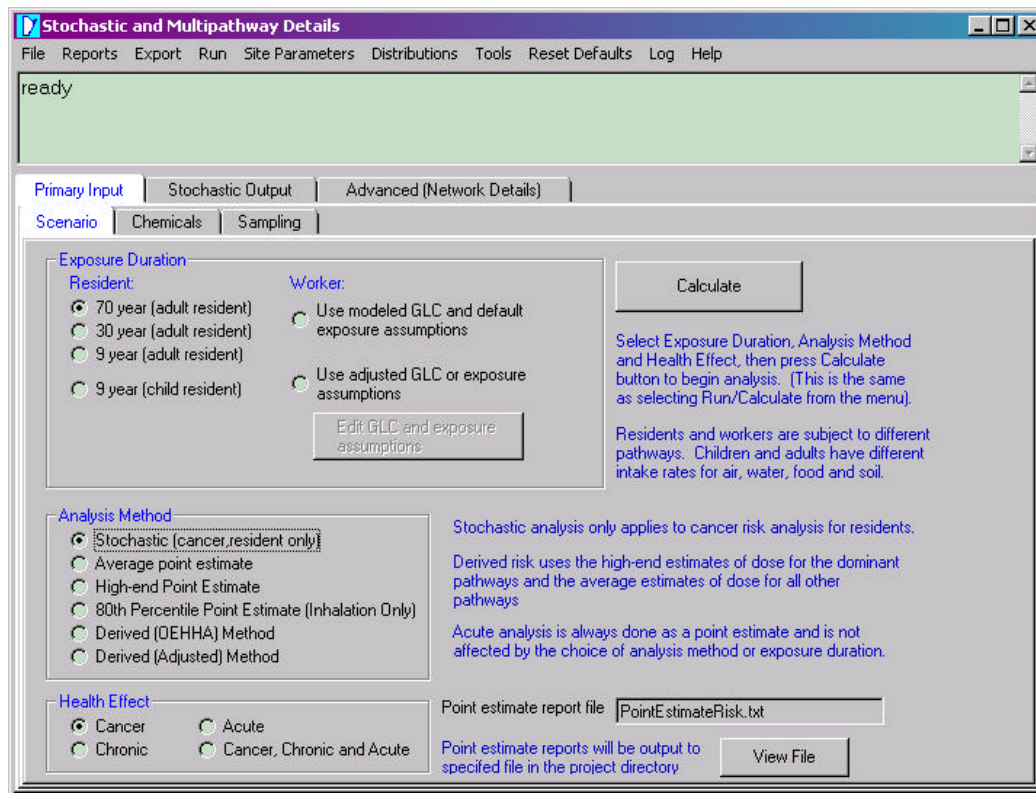 Stochastic and Multipathway Details
File Reports Export Run Site Parameters Distributions Tools Reset Defaults Log Help
ready
Primary Input Stochastic Output Advanced (Network Details)
Scenario Chemicals Sampling
Exposure Duration
Resident:
70 year (adult resident)
30 year (adult resident)
9 year (adult resident)
9 year (child resident)
Worker:
Use modeled GLC and default
exposure assumptions
Use adjusted GLC or exposure
assumptions
Edit GLC and exposure
assumptions
Calculate
Select Exposure Duration, Analysis Method
and Health Effect, then press Calculate
button to begin analysis. (This is the same
as selecting Run/Calculate from the menu).
Residents and workers are subject to different
pathways. Children and adults have different
intake rates for air, water, food and soil.
Analysis Method
Stochastic (cancer,resident only)
Average point estimate
High-end Point Estimate
80th Percentile Point Estimate (Inhalation Only)
Derived (OEHHA) Method
Derived (Adjusted) Method
Stochastic analysis only applies to cancer risk analysis for residents.
Derived risk uses the high-end estimates of dose for the dominant
pathways and the average estimates of dose for all other
pathways
Acute analysis is always done as a point estimate and is not
affected by the choice of analysis method or exposure duration.
Health Effect
Cancer Acute
Chronic Cancer, Chronic and Acute
Point estimate report file PointEstimateRisk.txt
Point estimate reports will be output to
specifed file in the project directory
View File